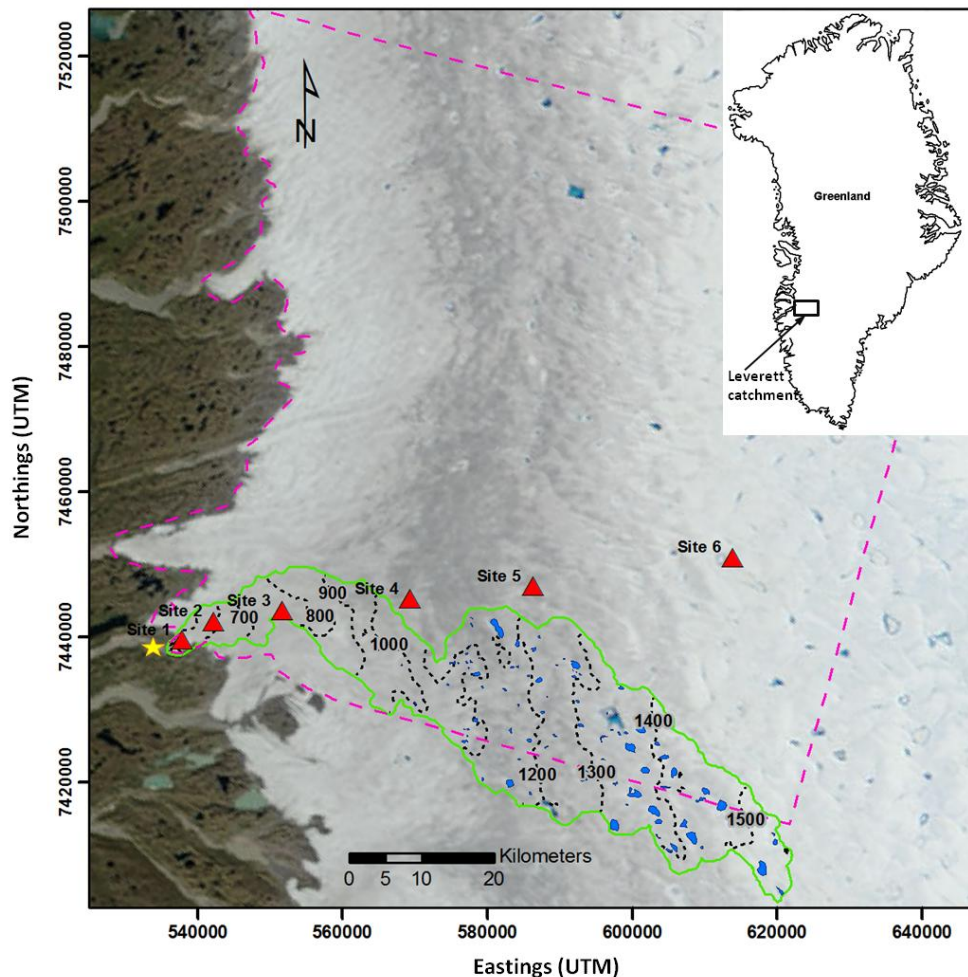 7520000
7500000
7480000
7460000
7440000
7420000
Northings (UTM)
N
Greenland
Leverett
catchment
Site 6
Site 5
Site 4
Site 3
Site 2
Site 1
700
800
900
1000
1200
1300
1400
1500
Kilometers
0 5 10 20
540000 560000 580000 600000 620000 640000
Eastings (UTM)